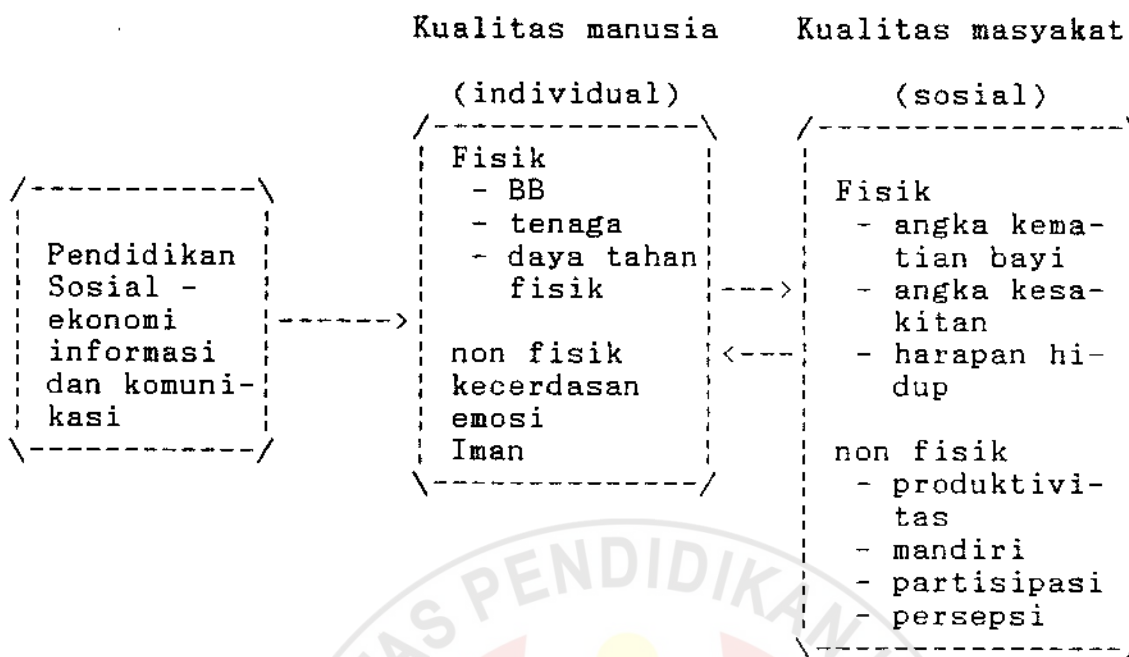 Kualitas manusia
(individual)
Kualitas masyakat
(sosial)
Pendidikan
Sosial -
ekonomi
informasi
dan komuni-
kasi
Fisik
- BB
- tenaga
- daya tahan
fisik
non fisik
kecerdasan
emosi
Iman
Fisik
- angka kema-
tian bayi
- angka kesa-
kitan
- harapan hi-
dup
non fisik
- produktivi-
tas
- mandiri
- partisipasi
- persepsi